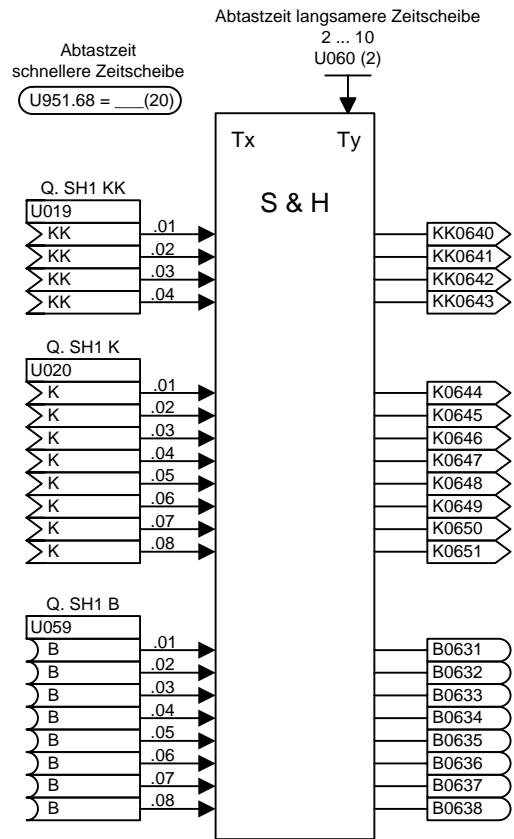 Abtastzeit langsamere Zeitscheibe
2 ... 10
U060 (2)
Abtastzeit
schnellere Zeitscheibe
U951.68 = ___(20)
Tx Ty
S & H
Q. SH1 KK
U019
KK .01 KK0640
KK .02 KK0641
KK .03 KK0642
KK .04 KK0643
Q. SH1 K
U020
K .01 K0644
K .02 K0645
K .03 K0646
K .04 K0647
K .05 K0648
K .06 K0649
K .07 K0650
K .08 K0651
Q. SH1 B
U059
B .01 B0631
B .02 B0632
B .03 B0633
B .04 B0634
B .05 B0635
B .06 B0636
B .07 B0637
B .08 B0638